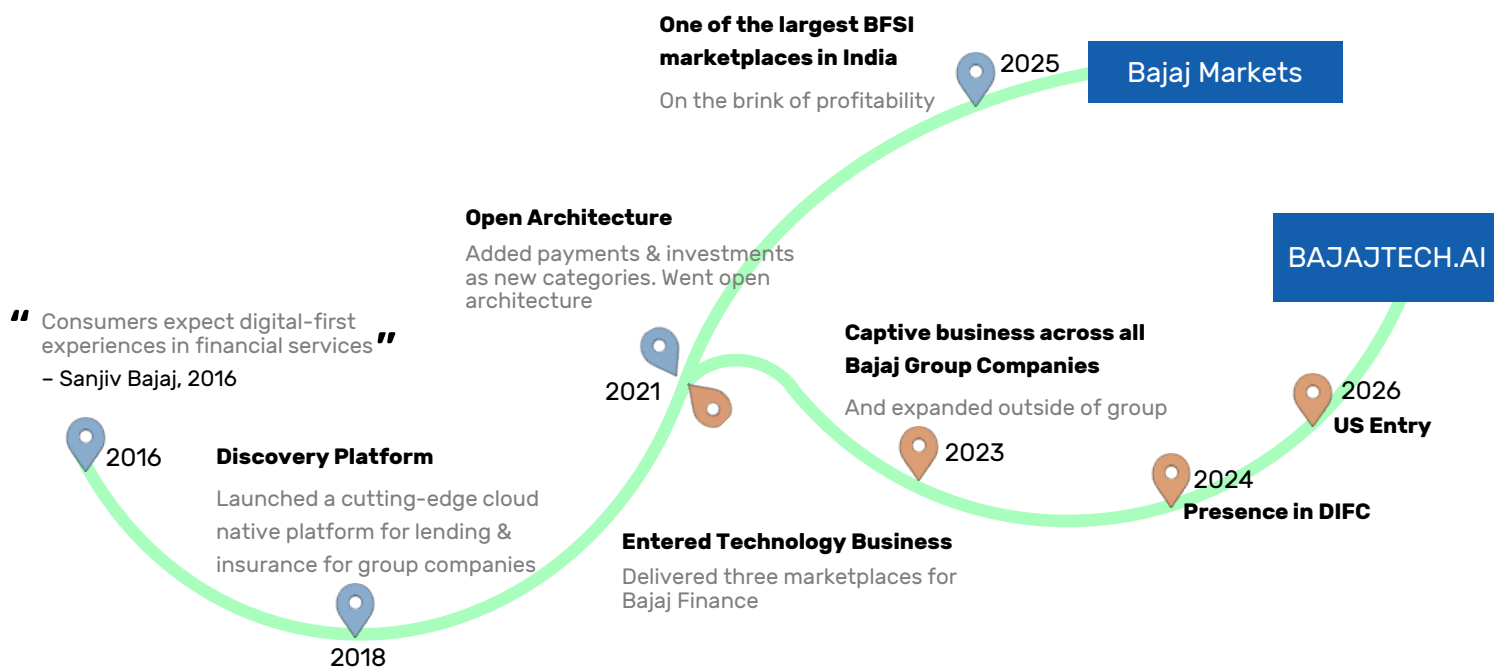 One of the largest BFSI
marketplaces in India
On the brink of profitability
2025
Bajaj Markets
Open Architecture
Added payments & investments
as new categories. Went open
architecture
BAJAJTECH.AI
“ Consumers expect digital-first
experiences in financial services ”
– Sanjiv Bajaj, 2016
2021
Captive business across all
Bajaj Group Companies
And expanded outside of group
2026
US Entry
2016
Discovery Platform
Launched a cutting-edge cloud
native platform for lending &
insurance for group companies
2023
2024
Presence in DIFC
Entered Technology Business
Delivered three marketplaces for
Bajaj Finance
2018